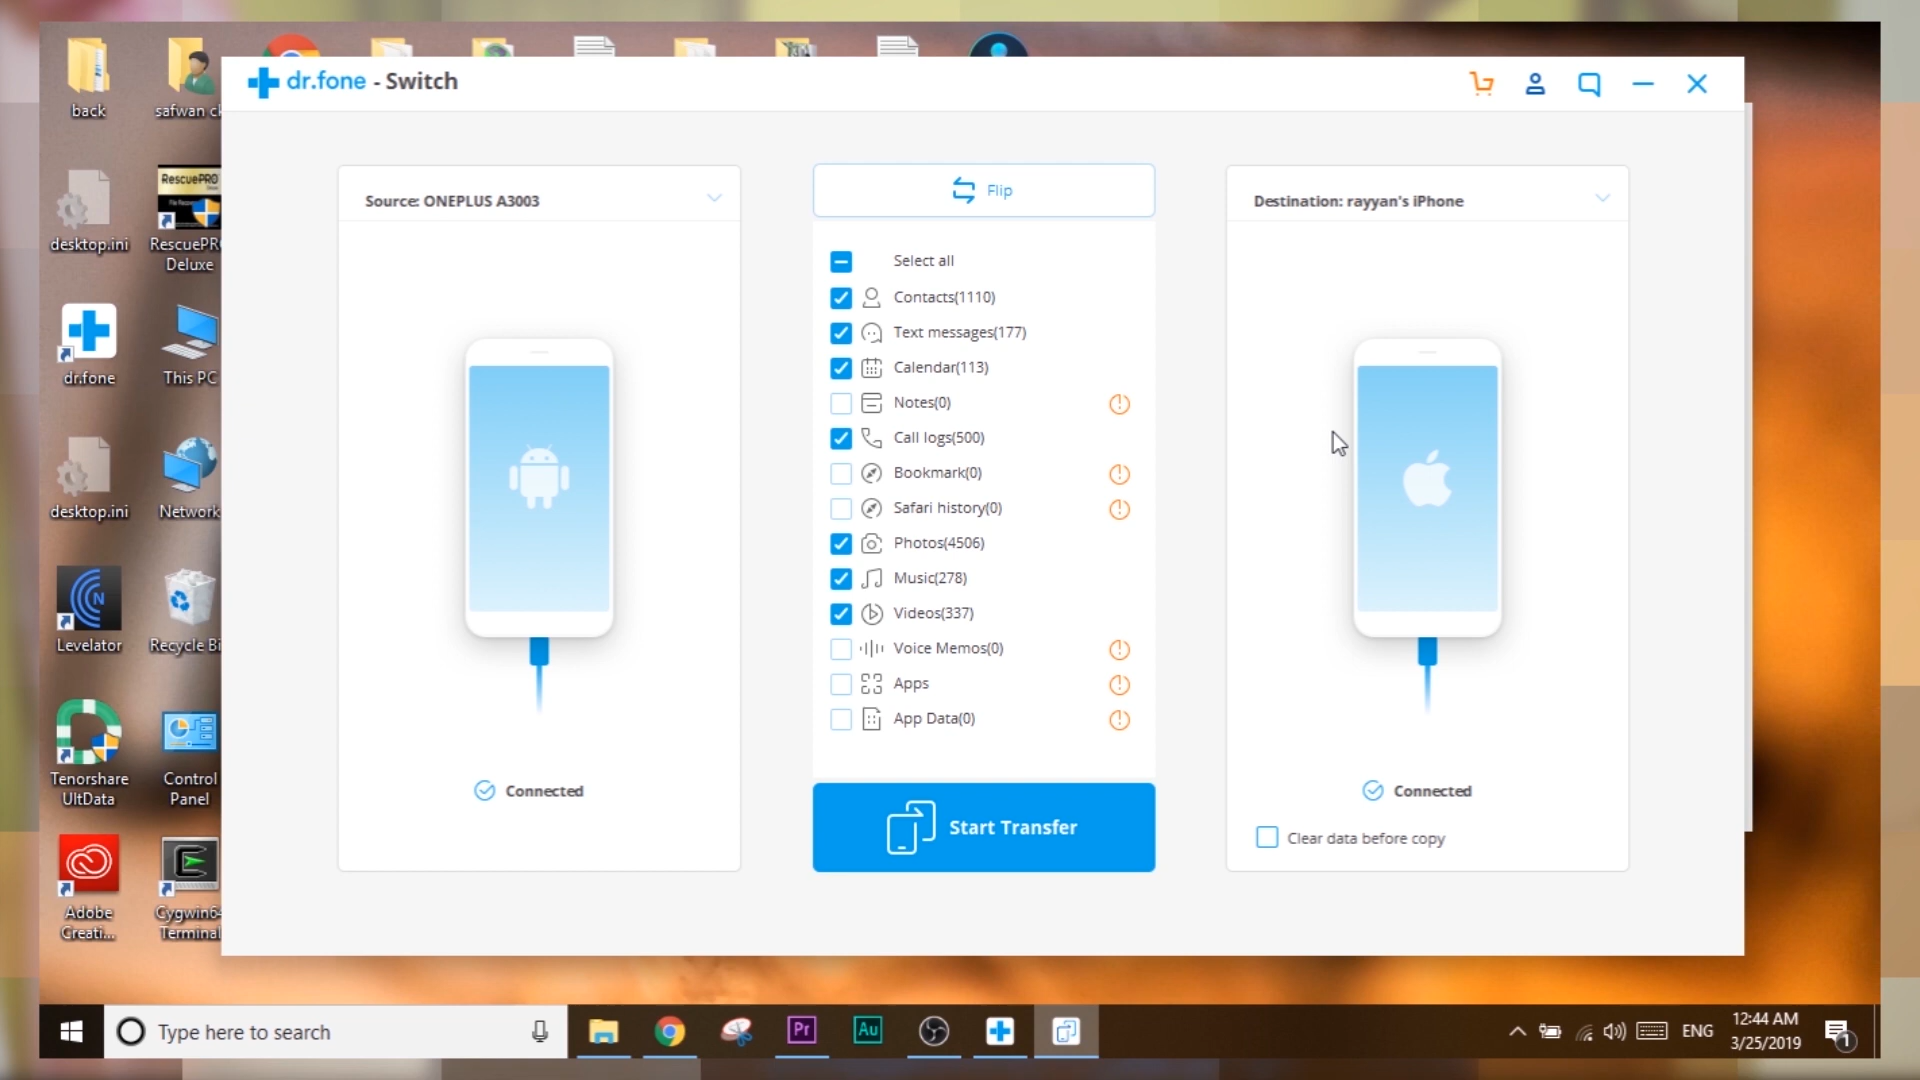 dr.fone - Switch
Source: ONEPLUS A3003
Connected
Flip
Select all
Contacts(1110)
Text messages(177)
Calendar(113)
Notes(0)
Call logs(500)
Bookmark(0)
Safari history(0)
Photos(4506)
Music(278)
Videos(337)
Voice Memos(0)
Apps
App Data(0)
Start Transfer
Destination: rayyan's iPhone
Connected
Clear data before copy
back
safwan ck
desktop.ini
RescuePRO
RescuePR
Deluxe
dr.fone
This PC
desktop.ini
Network
N
Levelator
Recycle Bi
Tenorshare
UltData
Control
Panel
Adobe
Creati...
Cygwin64
Terminal
Type here to search
Pr
Au
ENG
12:44 AM
3/25/2019
1